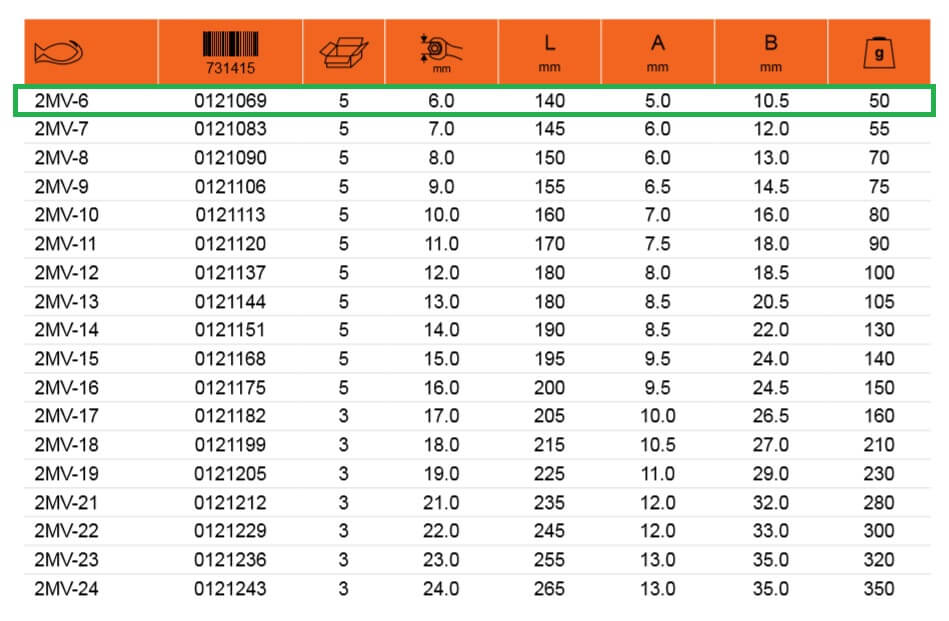 731415 mm L mm A mm B mm g
2MV-6 0121069 5 6.0 140 5.0 10.5 50
2MV-7 0121083 5 7.0 145 6.0 12.0 55
2MV-8 0121090 5 8.0 150 6.0 13.0 70
2MV-9 0121106 5 9.0 155 6.5 14.5 75
2MV-10 0121113 5 10.0 160 7.0 16.0 80
2MV-11 0121120 5 11.0 170 7.5 18.0 90
2MV-12 0121137 5 12.0 180 8.0 18.5 100
2MV-13 0121144 5 13.0 180 8.5 20.5 105
2MV-14 0121151 5 14.0 190 8.5 22.0 130
2MV-15 0121168 5 15.0 195 9.5 24.0 140
2MV-16 0121175 5 16.0 200 9.5 24.5 150
2MV-17 0121182 3 17.0 205 10.0 26.5 160
2MV-18 0121199 3 18.0 215 10.5 27.0 210
2MV-19 0121205 3 19.0 225 11.0 29.0 230
2MV-21 0121212 3 21.0 235 12.0 32.0 280
2MV-22 0121229 3 22.0 245 12.0 33.0 300
2MV-23 0121236 3 23.0 255 13.0 35.0 320
2MV-24 0121243 3 24.0 265 13.0 35.0 350